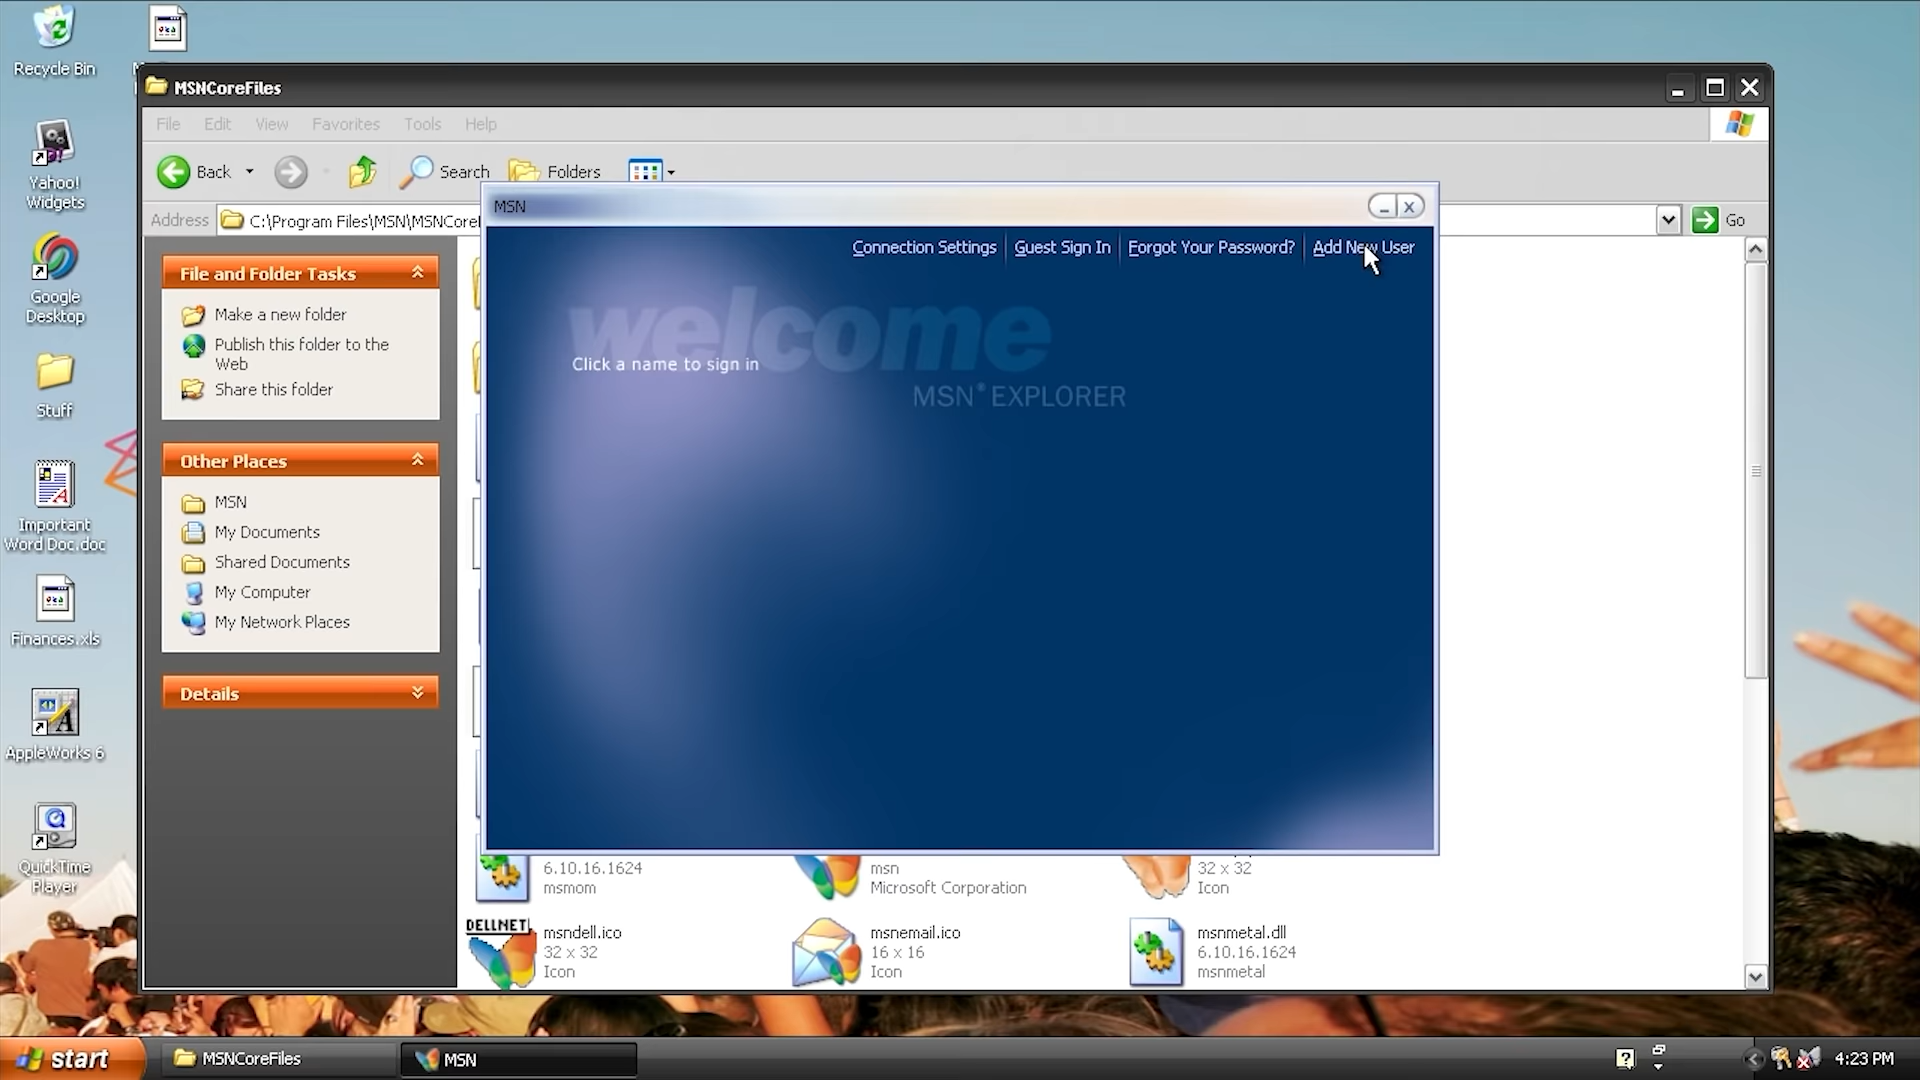 Recycle Bin
Yahoo!
Widgets
Google
Desktop
Stuff
Important
Word Doc.doc
Finances.xls
AppleWorks 6
QuickTime
Player
MSNCoreFiles
File Edit View Favorites Tools Help
Back Search Folders
Address C:\Program Files\MSN\MSNCore Go
File and Folder Tasks
Make a new folder
Publish this folder to the
Web
Share this folder
Other Places
MSN
My Documents
Shared Documents
My Computer
My Network Places
Details
MSN
Connection Settings Guest Sign In Forgot Your Password? Add New User
welcome
Click a name to sign in
MSN® EXPLORER
6.10.16.1624
msmom
msn
Microsoft Corporation
32 x 32
Icon
DELLNET
msndell.ico
32 x 32
Icon
msnemail.ico
16 x 16
Icon
msnmetal.dll
6.10.16.1624
msnmetal
start MSNCoreFiles MSN 4:23 PM